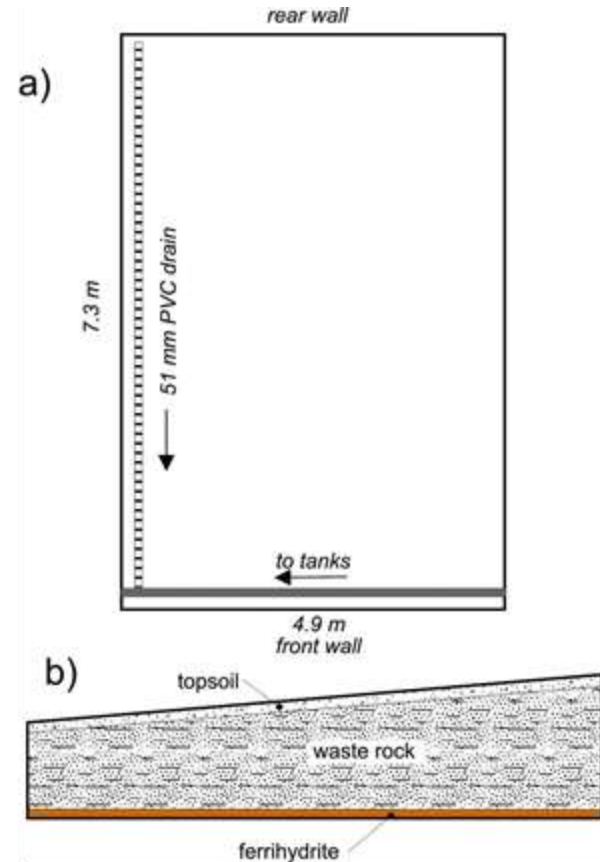 rear wall
a)
7.3 m
51 mm PVC drain
to tanks
4.9 m
front wall
b)
topsoil
waste rock
ferrihydrite